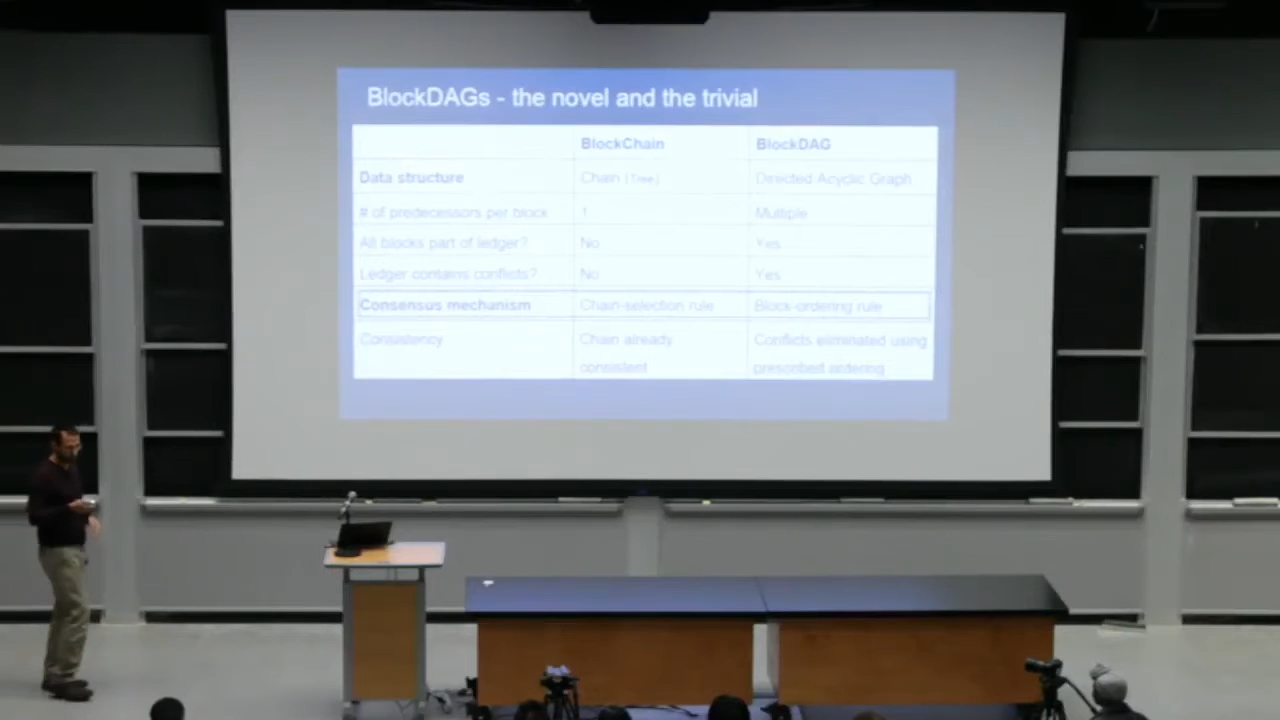 BlockDAGs - the novel and the trivial
BlockChain BlockDAG
Data structure Chain (Tree) Directed Acyclic Graph
# of predecessors per block 1 Multiple
All blocks part of ledger? No Yes
Ledger contains conflicts? No Yes
Consensus mechanism Chain-selection rule Block-ordering rule
Consistency Chain already Conflicts eliminated using
consistent prescribed ordering